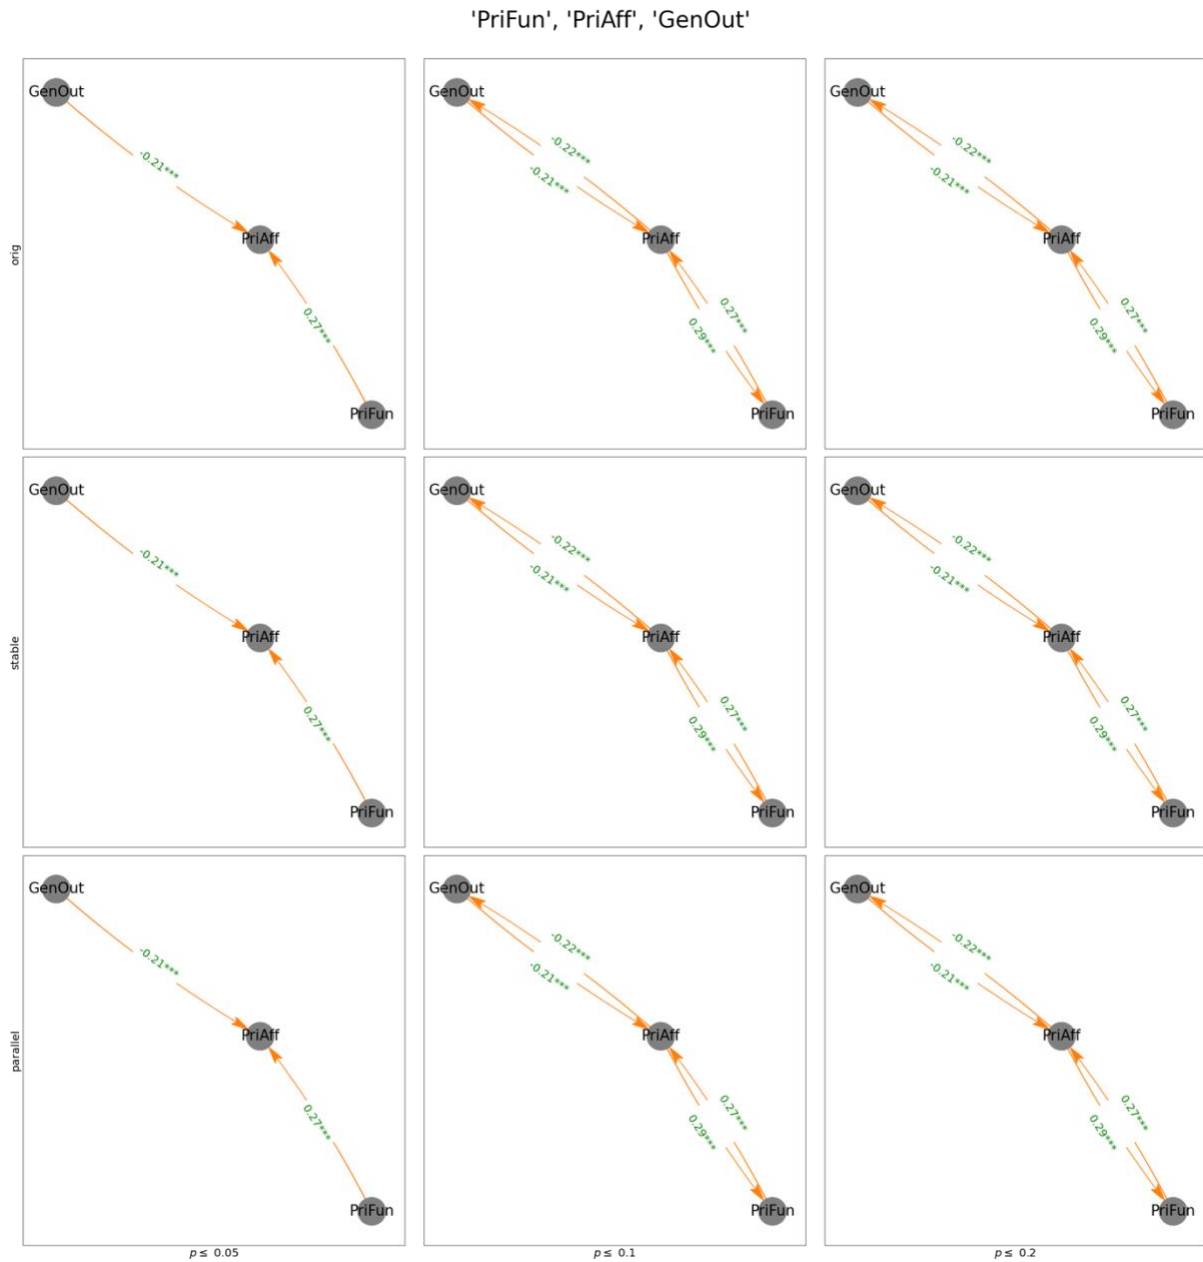 'PriFun', 'PriAff', 'GenOut'
orig
GenOut
-0.21***
PriAff
0.27***
PriFun
GenOut
-0.22***
-0.21***
PriAff
0.27***
0.29***
PriFun
GenOut
-0.22***
-0.21***
PriAff
0.27***
0.29***
PriFun
stable
GenOut
-0.21***
PriAff
0.27***
PriFun
GenOut
-0.22***
-0.21***
PriAff
0.27***
0.29***
PriFun
GenOut
-0.22***
-0.21***
PriAff
0.27***
0.29***
PriFun
parallel
GenOut
-0.21***
PriAff
0.27***
PriFun
GenOut
-0.22***
-0.21***
PriAff
0.27***
0.29***
PriFun
GenOut
-0.22***
-0.21***
PriAff
0.27***
0.29***
PriFun
p ≤ 0.05
p ≤ 0.1
p ≤ 0.2